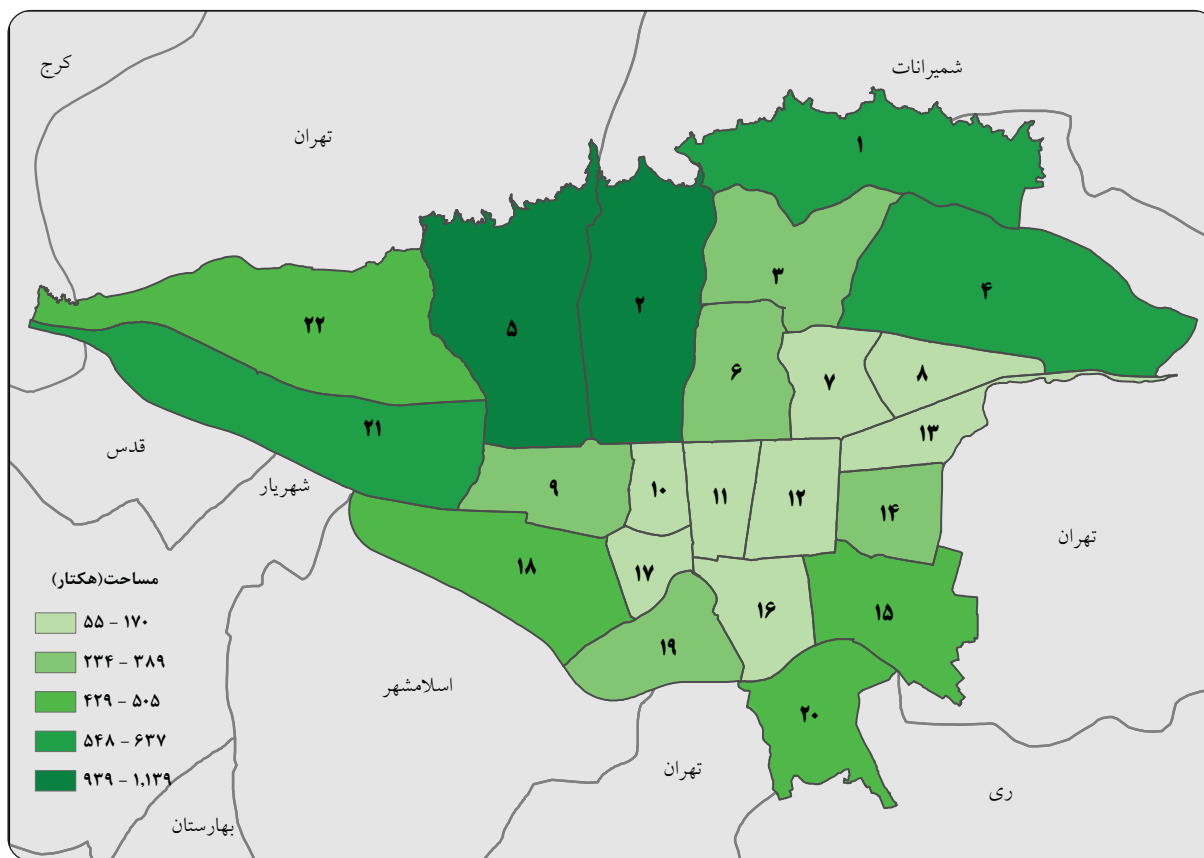 کرج
شمیرانات
تهران
۱
۳
۴
۲
۵
۲۲
۶
۷
۸
۲۱
۱۳
قدس
شهریار
۹
۱۰
۱۱
۱۲
۱۴
تهران
۱۸
۱۷
۱۶
۱۵
۱۹
اسلامشهر
۲۰
تهران
ری
بهارستان
مساحت(هکتار)
۵۵ - ۱۷۰
۲۳۴ - ۳۸۹
۴۲۹ - ۵۰۵
۵۴۸ - ۶۳۷
۹۳۹ - ۱,۱۳۹